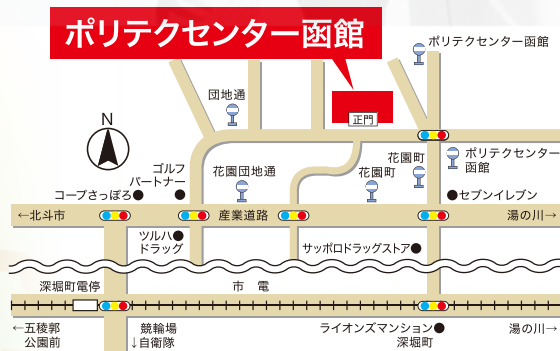 ポリテクセンター函館
ポリテクセンター函館
団地通
正門
N
ゴルフ
パートナー
花園団地通
花園町
花園町
ポリテクセンター
函館
コープさっぽろ
セブンイレブン
←北斗市
産業道路
湯の川→
ツルハ
ドラッグ
サッポロドラッグストアー
深堀町電停
市電
←五稜郭
公園前
競輪場
↓自衛隊
ライオンズマンション
深堀町
湯の川→